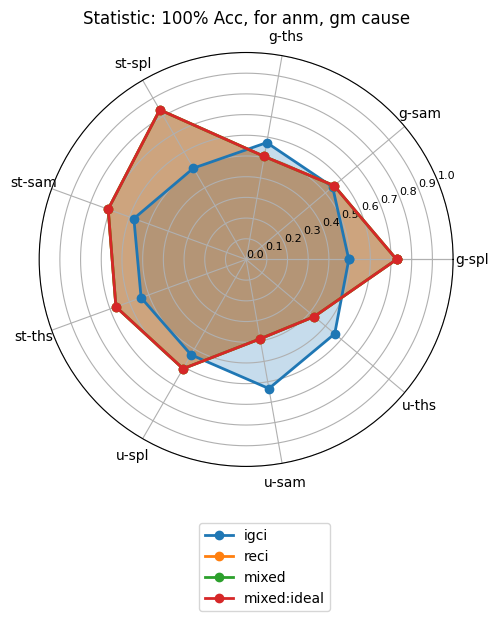 Statistic: 100% Acc, for anm, gm cause
g-ths
st-spl
g-sam
1.0
0.9
0.8
0.7
0.6
0.5
0.4
0.3
0.2
0.1
0.0
st-sam
g-spl
st-ths
u-ths
u-spl
u-sam
igci
reci
mixed
mixed:ideal